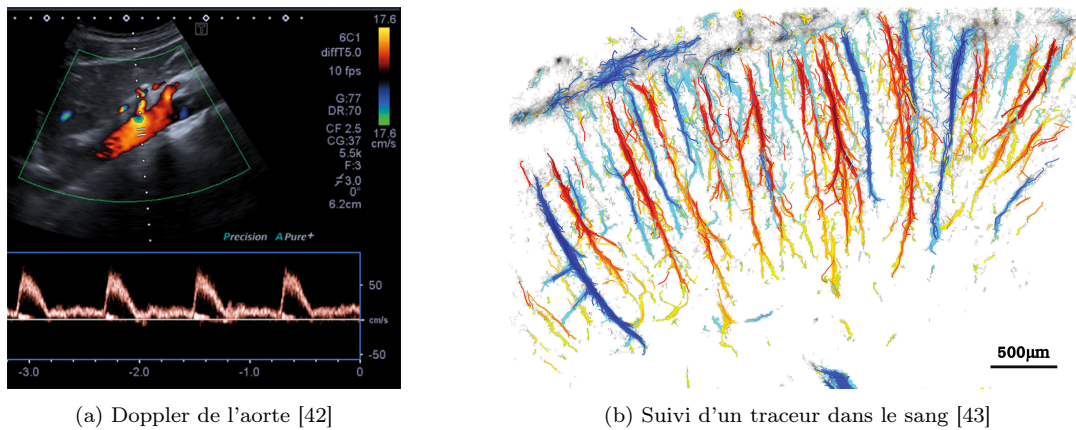 17.6
6C1
diffT5.0
10 fps
G:77
DR:70
CF 2.5
CG:37
5.5k
F:3
3.0
0°
6.2cm
17.6
cm/s
Precision A Pure+
50
cm/s
-50
-3.0 -2.0 -1.0 0
500µm
(a) Doppler de l'aorte [42]
(b) Suivi d'un traceur dans le sang [43]